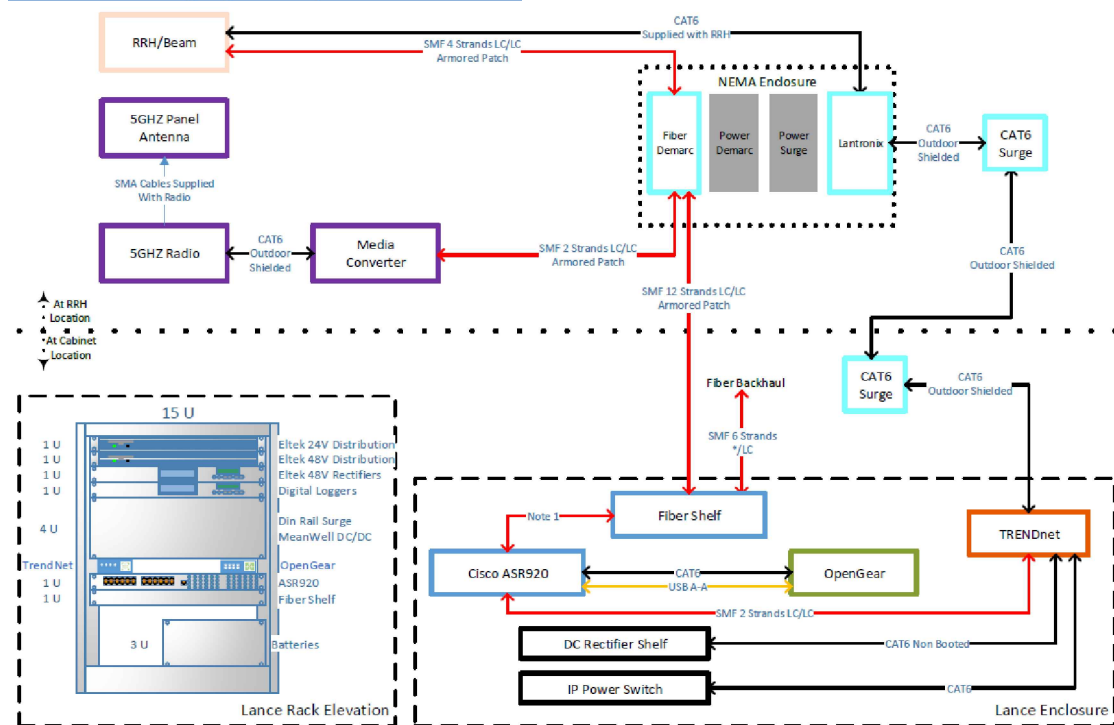 RRH/Beam
CAT6
Supplied with RRH
SMF 4 Strands LC/LC
Armored Patch
NEMA Enclosure
5GHZ Panel
Antenna
Fiber
Demarc
Power
Demarc
Power
Surge
Lantronix
CAT6
Outdoor
Shielded
CAT6
Surge
SMA Cables Supplied
With Radio
5GHZ Radio
CAT6
Outdoor
Shielded
Media
Converter
SMF 2 Strands LC/LC
Armored Patch
CAT6
Outdoor Shielded
SMF 12 Strands LC/LC
Armored Patch
At RRH
Location
At Cabinet
Location
CAT6
Surge
CAT6
Outdoor Shielded
Fiber Backhaul
SMF 6 Strands
*/LC
15 U
1 U
Eltek 24V Distribution
1 U
Eltek 48V Distribution
1 U
Eltek 48V Rectifiers
1 U
Digital Loggers
4 U
Din Rail Surge
MeanWell DC/DC
TrendNet
OpenGear
1 U
ASR920
1 U
Fiber Shelf
3 U
Batteries
Lance Rack Elevation
Note 1
Fiber Shelf
TRENDnet
Cisco ASR920
CAT6
USB A-A
OpenGear
SMF 2 Strands LC/LC
DC Rectifier Shelf
CAT6 Non Booted
IP Power Switch
CAT6
Lance Enclosure